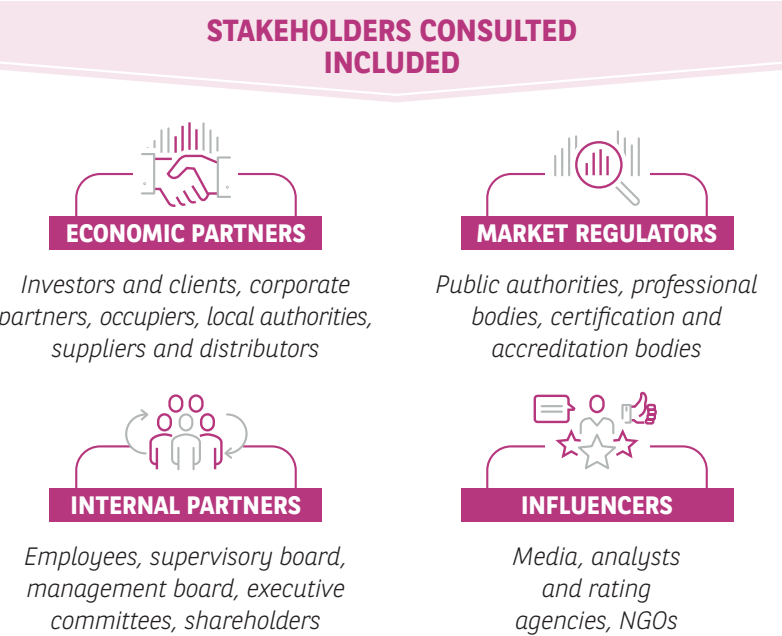 STAKEHOLDERS CONSULTED
INCLUDED
ECONOMIC PARTNERS
Investors and clients, corporate
partners, occupiers, local authorities,
suppliers and distributors
MARKET REGULATORS
Public authorities, professional
bodies, certification and
accreditation bodies
INTERNAL PARTNERS
Employees, supervisory board,
management board, executive
committees, shareholders
INFLUENCERS
Media, analysts
and rating
agencies, NGOs